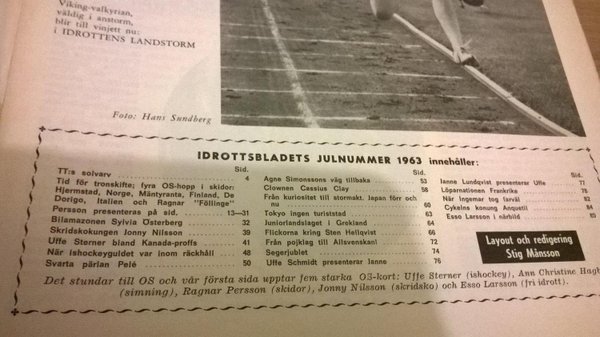 Viking-valkyrian,
väldig i anstorm,
blir till vinjett nu:
i IDROTTENS LANDSTORM
Foto: Hans Sundberg
IDROTTSBLADETS JULNUMMER 1963 innehåller:
Sid.
TT:s solvarv 4
Tid för tronskifte; fyra OS-hopp i skidor:
Hjermstad, Norge, Mäntyranta, Finland, De
Dorigo, Italien och Ragnar "Föllinge"
Persson presenteras på sid. 13—31
Bilamazonen Sylvia Österberg 32
Skridskokungen Jonny Nilsson 39
Uffe Sterner bland Kanada-proffs 41
När ishockeyguldet var inom räckhåll 48
Svarta pärlan Pelé 50
Sid.
Agne Simonssons väg tillbaka 53
Clownen Cassius Clay 58
Från kuriositet till stormakt. Japan förr och
nu 60
Tokyo ingen turiststad 63
Juniorlandslaget i Grekland 64
Flickorna kring Sten Hellqvist 66
Från pojklag till Allsvenskan! 72
Segerjublet 74
Uffe Schmidt presenterar Janne 76
Sid.
Janne Lundqvist presenterar Uffe 77
Löparnationen Frankrike 78
När Ingemar tog farväl 83
Cykelns konung Anquetil 84
Esso Larsson i närbild 85
Layout och redigering
Stig Månsson
Det stundar till OS och vår första sida upptar fem starka OS-kort: Uffe Sterner (ishockey), Ann Christine
(simning), Ragnar Persson (skidor), Jonny Nilsson (skridsko) och Esso Larsson (fri idrott).